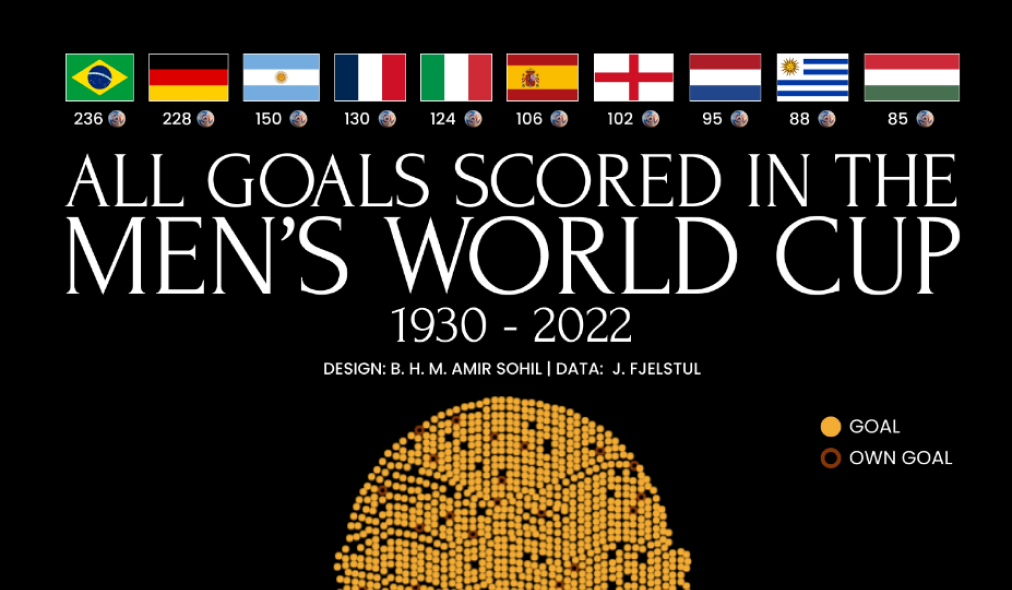 236 228 150 130 124 106 102 95 88 85
ALL GOALS SCORED IN THE
MEN'S WORLD CUP
1930 - 2022
DESIGN: B. H. M. AMIR SOHIL | DATA: J. FJELSTUL
GOAL
OWN GOAL